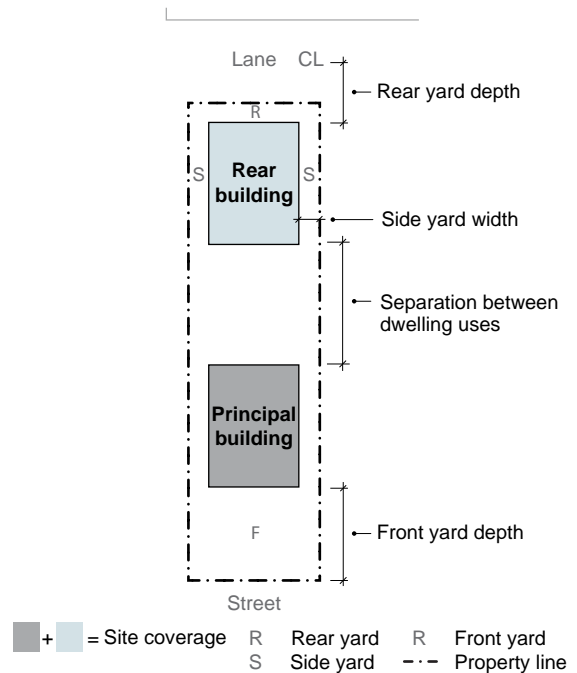 Lane CL
Rear yard depth
R
S Rear building S
Side yard width
Separation between
dwelling uses
Principal
building
F
Front yard depth
Street
+ = Site coverage R Rear yard R Front yard
S Side yard Property line